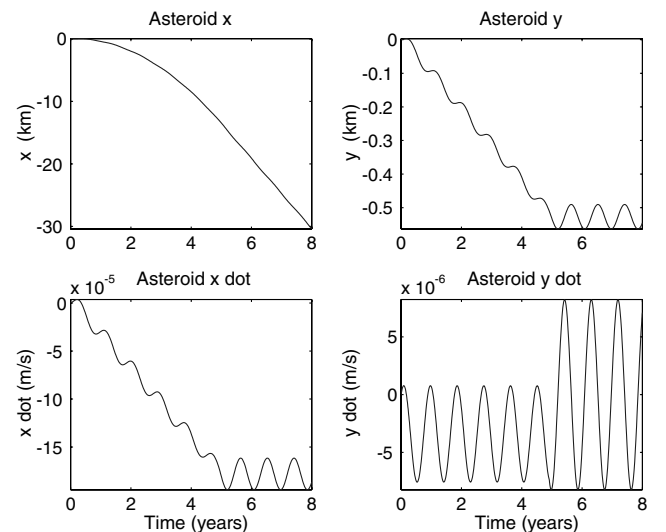 Asteroid x
x (km)
0
-10
-20
-30
0 2 4 6 8
Asteroid y
y (km)
0
-0.1
-0.2
-0.3
-0.4
-0.5
0 2 4 6 8
x 10^-5
Asteroid x dot
x dot (m/s)
0
-5
-10
-15
0 2 4 6 8
Time (years)
x 10^-6
Asteroid y dot
y dot (m/s)
5
0
-5
0 2 4 6 8
Time (years)